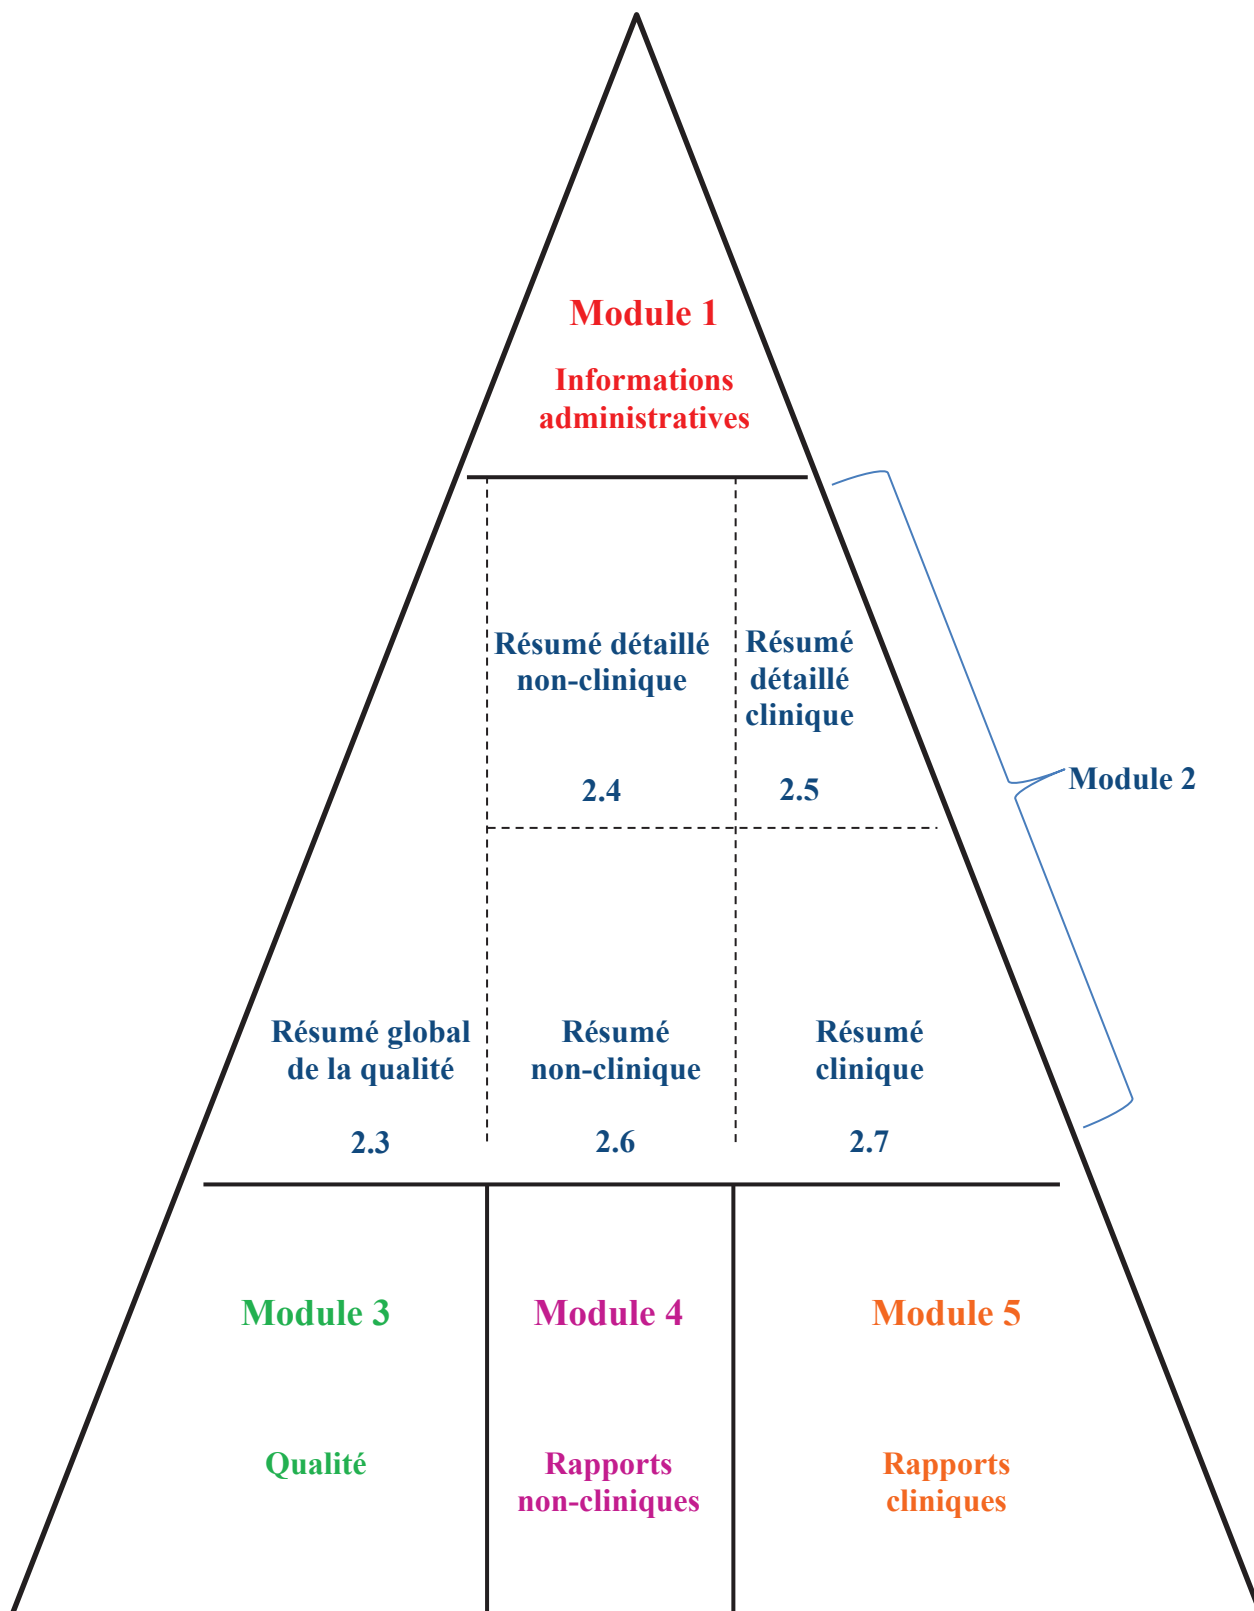 Module 1
Informations
administratives
Résumé détaillé
non-clinique
2.4
Résumé
détaillé
clinique
2.5
Module 2
Résumé global
de la qualité
2.3
Résumé
non-clinique
2.6
Résumé
clinique
2.7
Module 3
Qualité
Module 4
Rapports
non-cliniques
Module 5
Rapports
cliniques